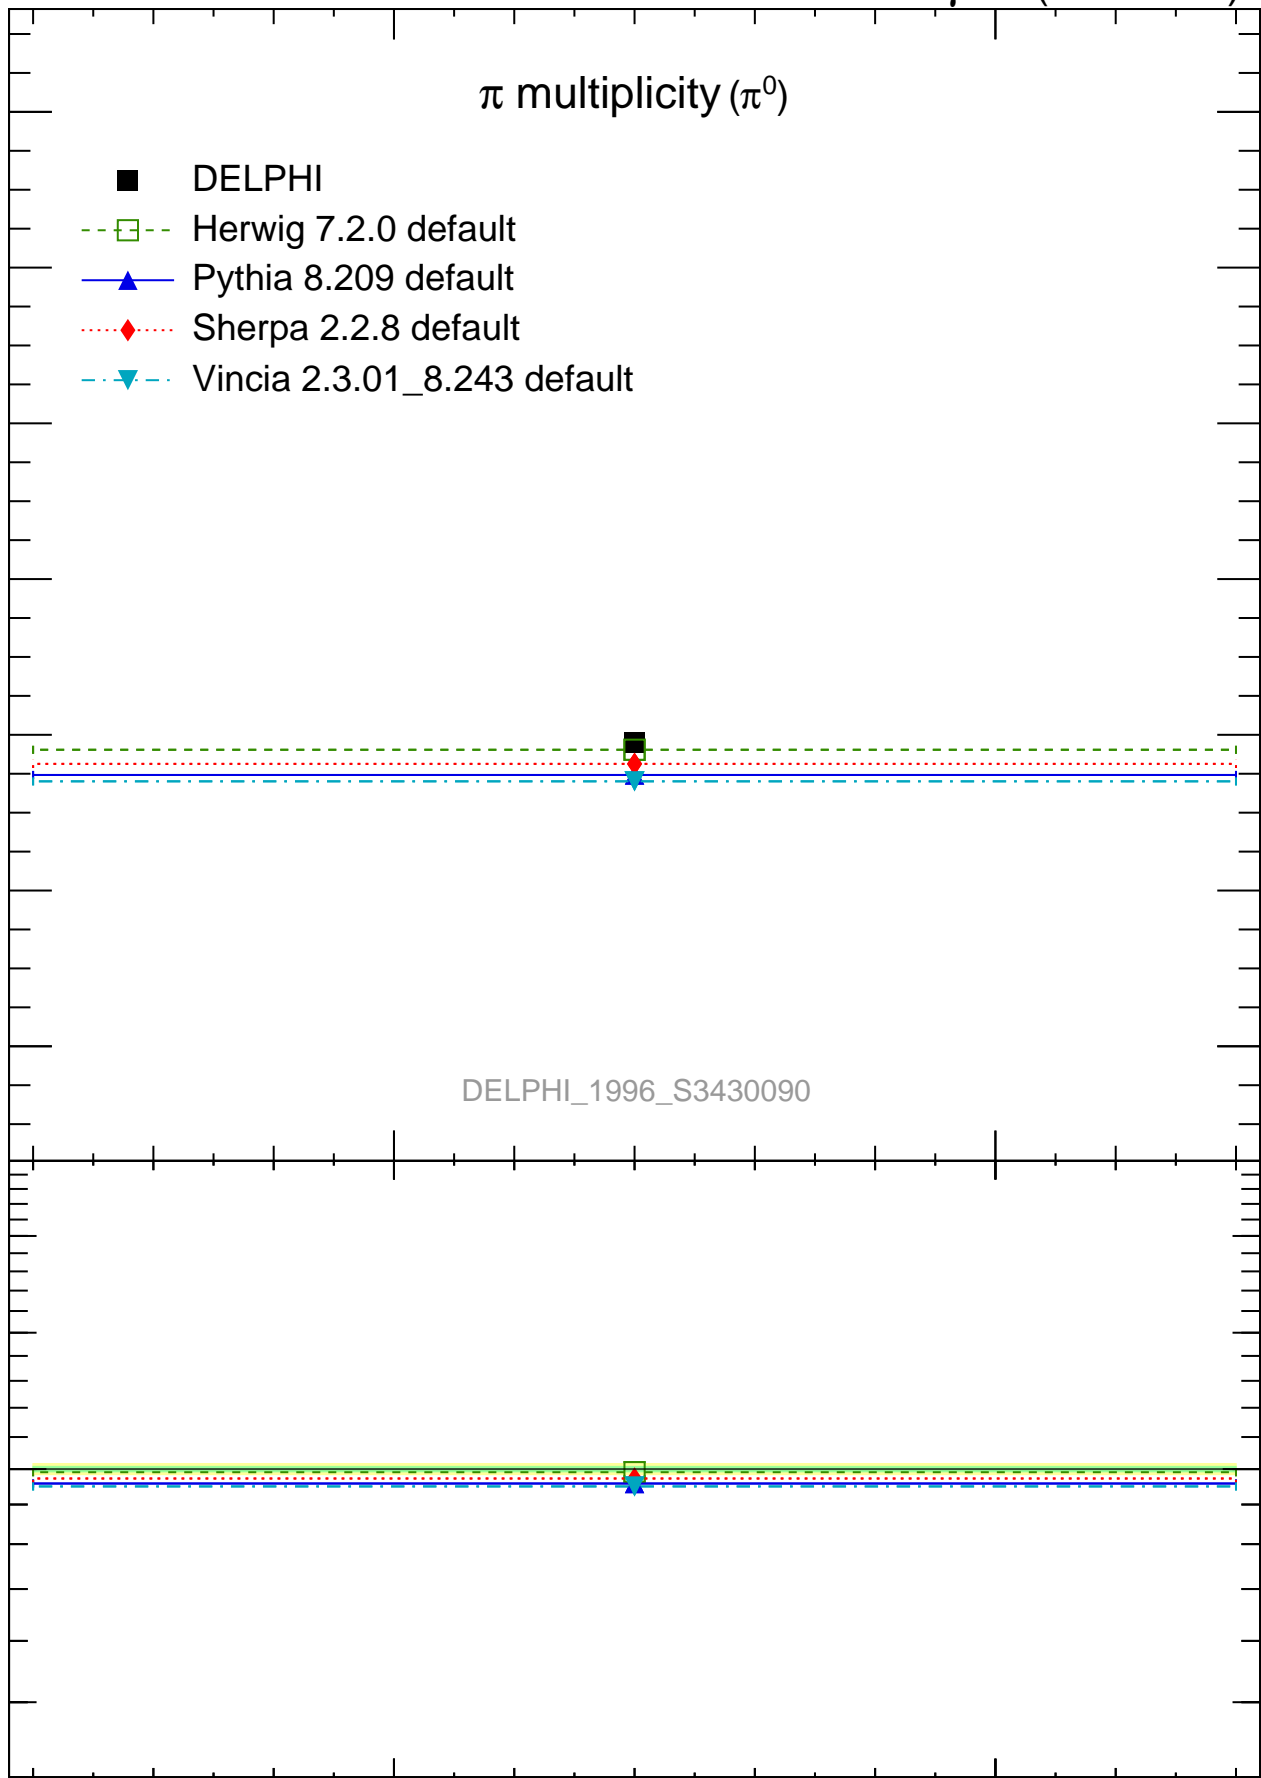 π multiplicity (π⁰)
DELPHI
Herwig 7.2.0 default
Pythia 8.209 default
Sherpa 2.2.8 default
Vincia 2.3.01_8.243 default
DELPHI_1996_S3430090